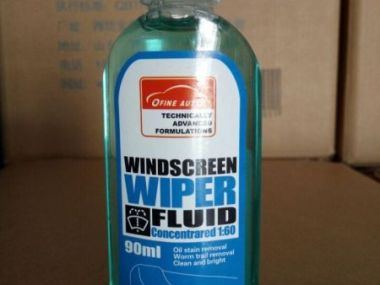 OFINE AUTO
TECHNICALLY
ADVANCED
FORMULATIONS
WINDSCREEN
WIPER
FLUID
Concentrared 1:60
90ml
Oil stain removal
Worm trail removal
Clean and bright